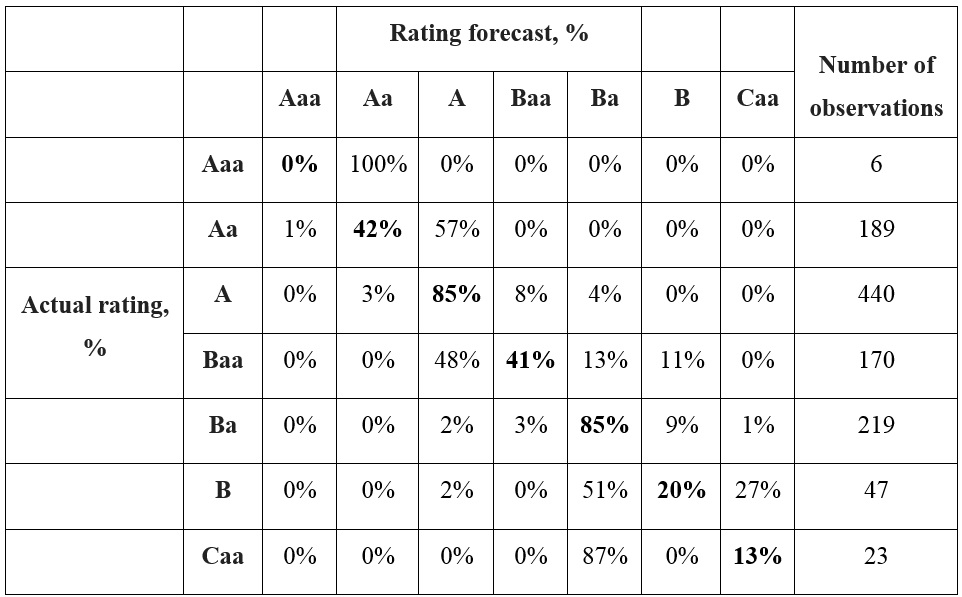 Rating forecast, %
Number of
observations
Aaa Aa A Baa Ba B Caa
Aaa 0% 100% 0% 0% 0% 0% 0% 6
Aa 1% 42% 57% 0% 0% 0% 0% 189
Actual rating,
%
A 0% 3% 85% 8% 4% 0% 0% 440
Baa 0% 0% 48% 41% 13% 11% 0% 170
Ba 0% 0% 2% 3% 85% 9% 1% 219
B 0% 0% 2% 0% 51% 20% 27% 47
Caa 0% 0% 0% 0% 87% 0% 13% 23